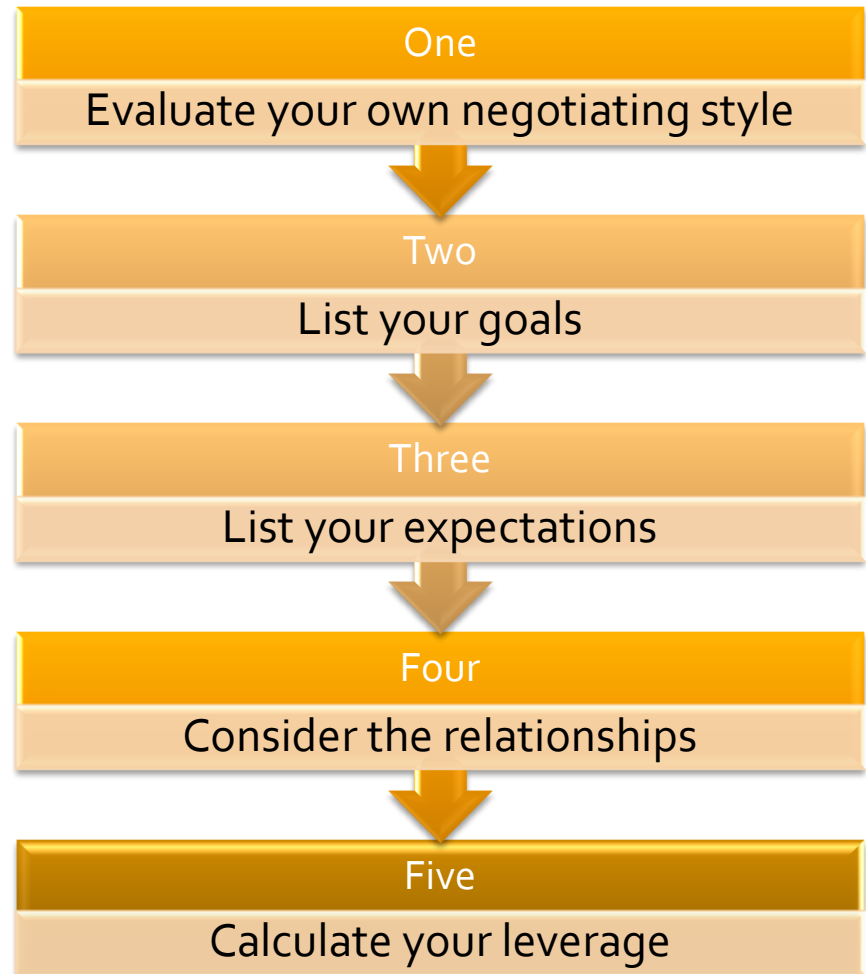 One
Evaluate your own negotiating style
Two
List your goals
Three
List your expectations
Four
Consider the relationships
Five
Calculate your leverage